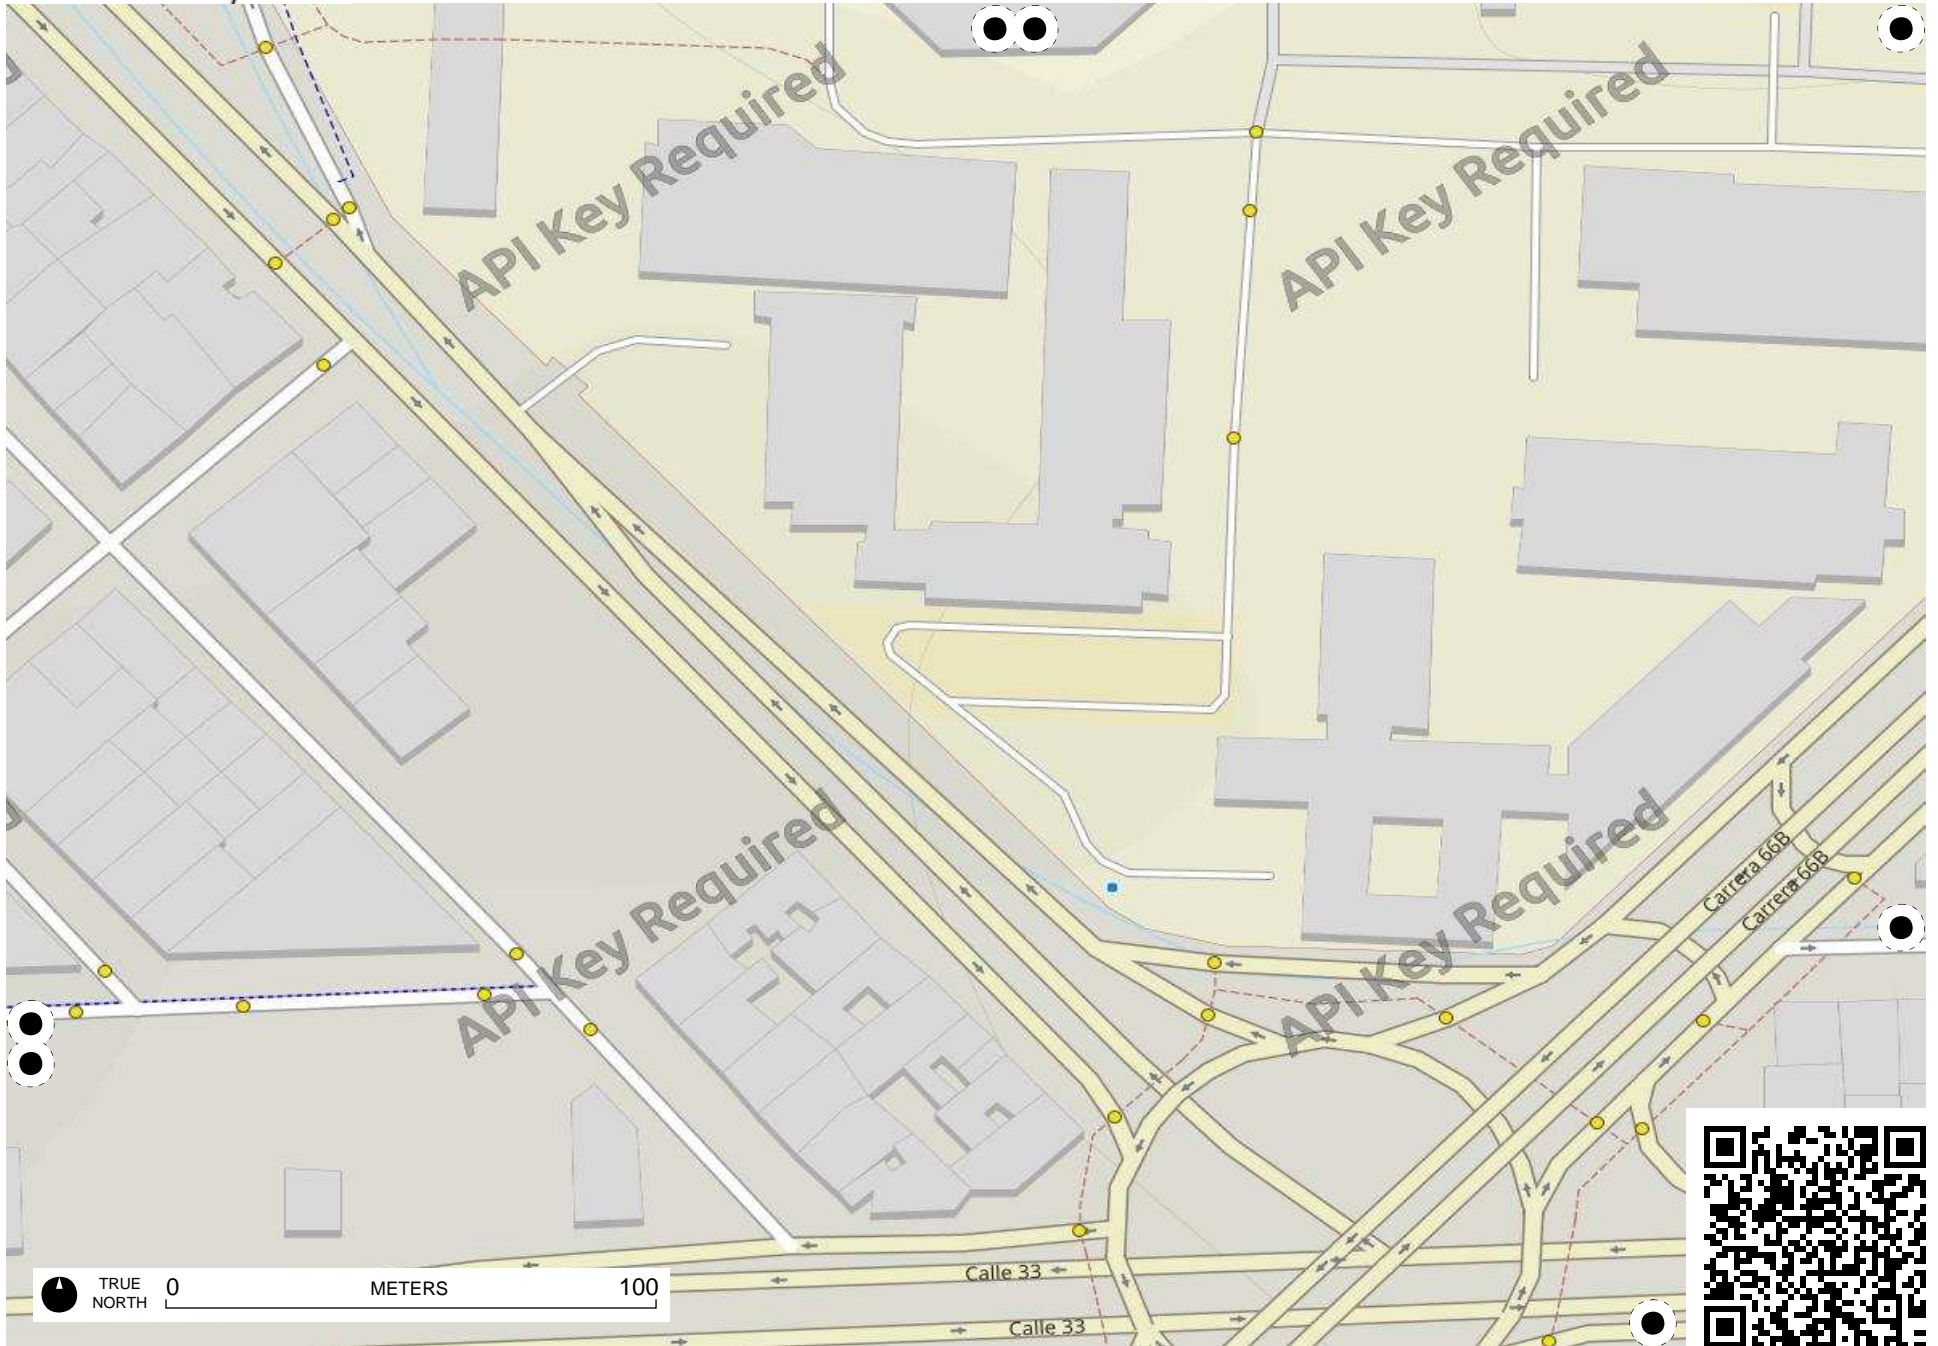 API Key Required
API Key Required
API Key Required
API Key Required
Carrera 66B
Carrera 66B
Calle 33
Calle 33
TRUE
NORTH
0 METERS 100